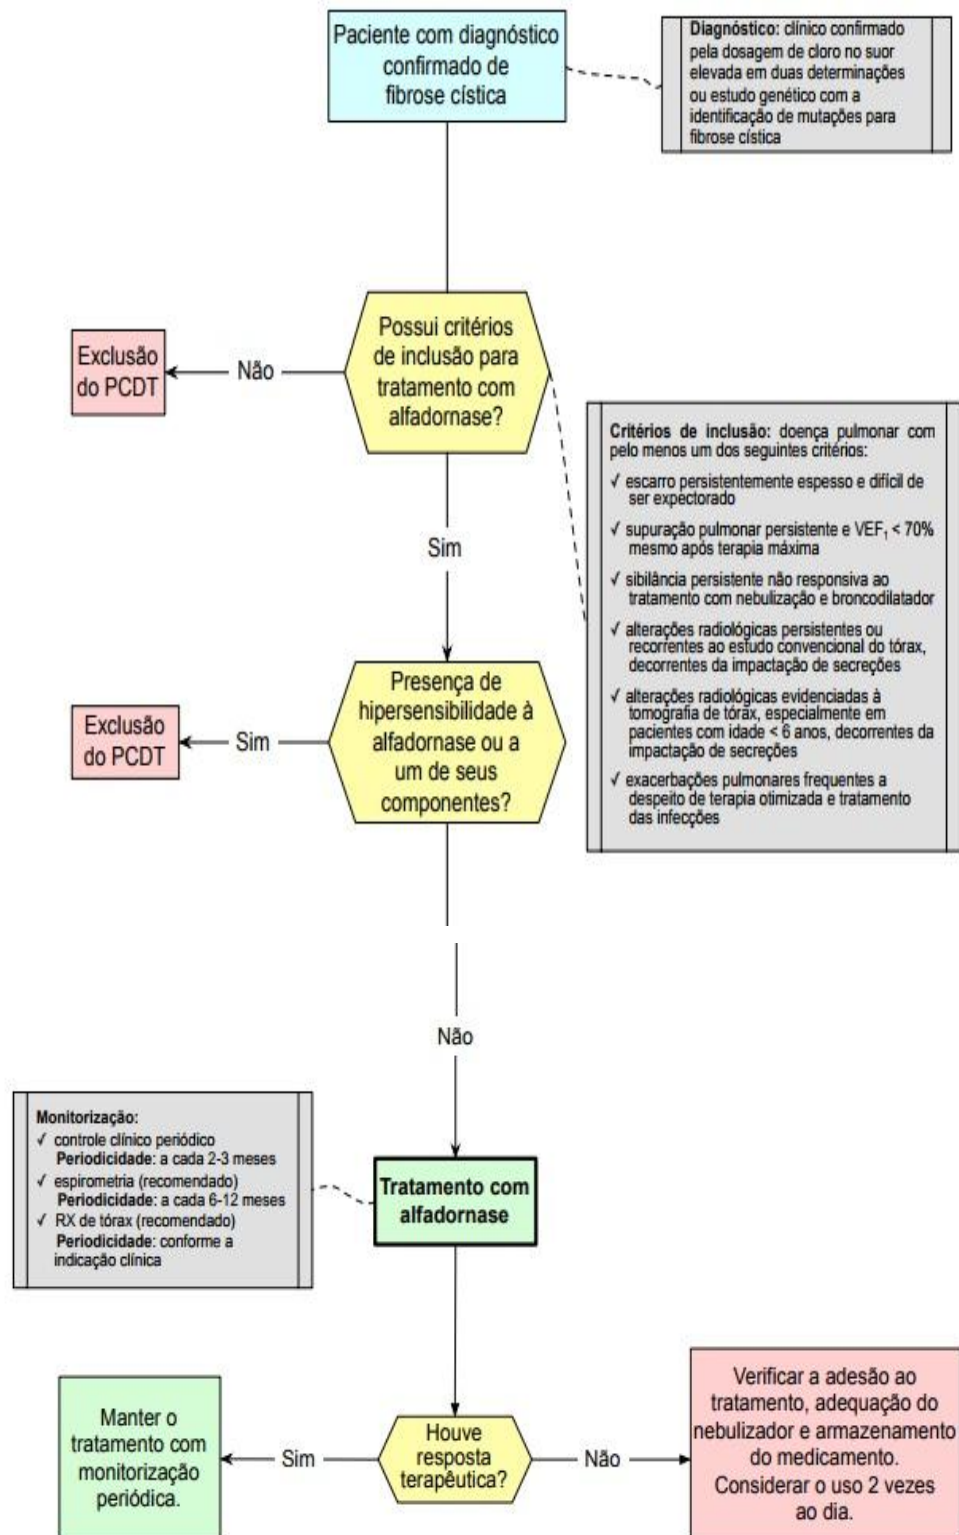 Paciente com diagnóstico
confirmado de
fibrose cística
Diagnóstico: clínico confirmado
pela dosagem de cloro no suor
elevada em duas determinações
ou estudo genético com a
identificação de mutações para
fibrose cística
Possui critérios
de inclusão para
tratamento com
alfadornase?
Não
Exclusão
do PCDT
Critérios de inclusão: doença pulmonar com
pelo menos um dos seguintes critérios:
√ escarro persistentemente espesso e difícil de
ser expectorado
√ supuração pulmonar persistente e VEF₁ < 70%
mesmo após terapia máxima
√ sibilância persistente não responsiva ao
tratamento com nebulização e broncodilatador
√ alterações radiológicas persistentes ou
recorrentes ao estudo convencional do tórax,
decorrentes da impactação de secreções
√ alterações radiológicas evidenciadas à
tomografia de tórax, especialmente em
pacientes com idade < 6 anos, decorrentes da
impactação de secreções
√ exacerbações pulmonares frequentes a
despeito de terapia otimizada e tratamento
das infecções
Sim
Presença de
hipersensibilidade à
alfadornase ou a
um de seus
componentes?
Sim
Exclusão
do PCDT
Não
Monitorização:
√ controle clínico periódico
Periodicidade: a cada 2-3 meses
√ espirometria (recomendado)
Periodicidade: a cada 6-12 meses
√ RX de tórax (recomendado)
Periodicidade: conforme a
indicação clínica
Tratamento com
alfadornase
Houve
resposta
terapêutica?
Sim
Manter o
tratamento com
monitorização
periódica.
Não
Verificar a adesão ao
tratamento, adequação do
nebulizador e armazenamento
do medicamento.
Considerar o uso 2 vezes
ao dia.